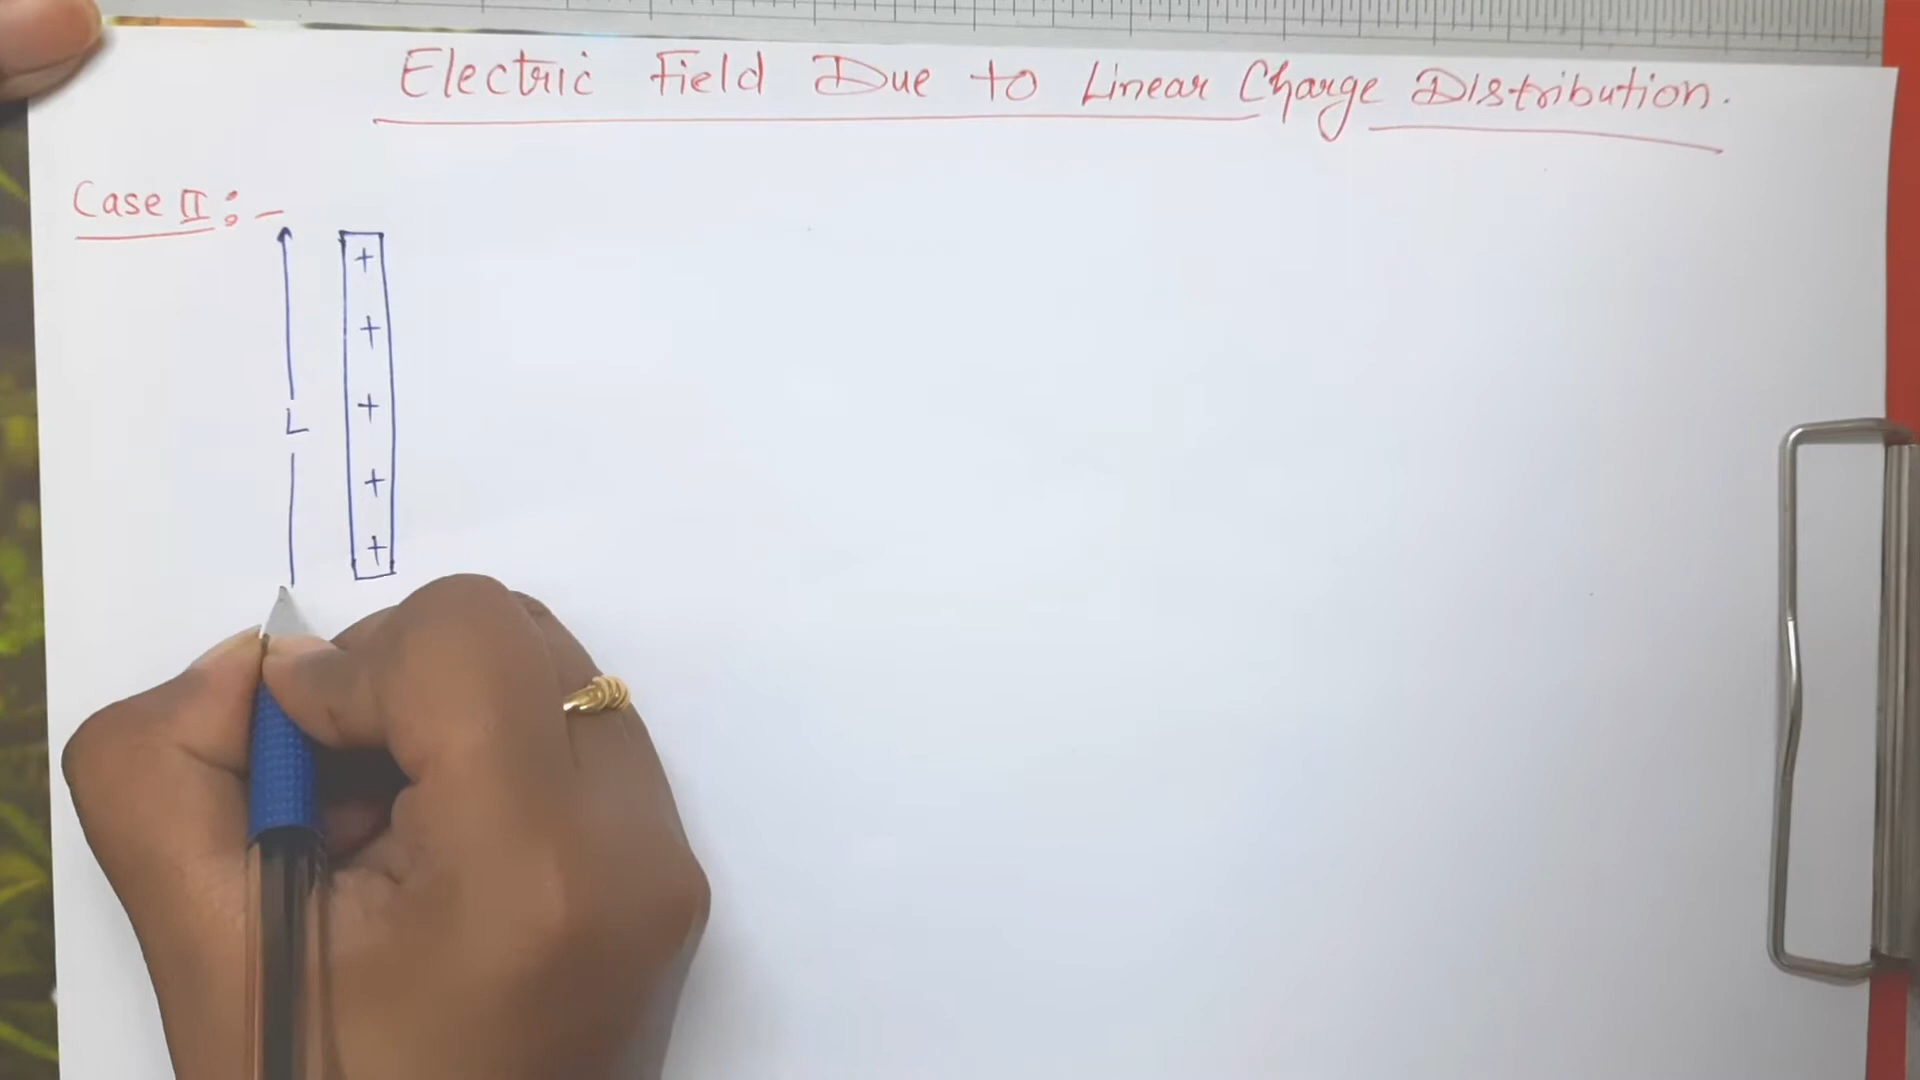 Electric Field Due to Linear Charge Distribution.
Case II :-
+
+
+
L
+
+